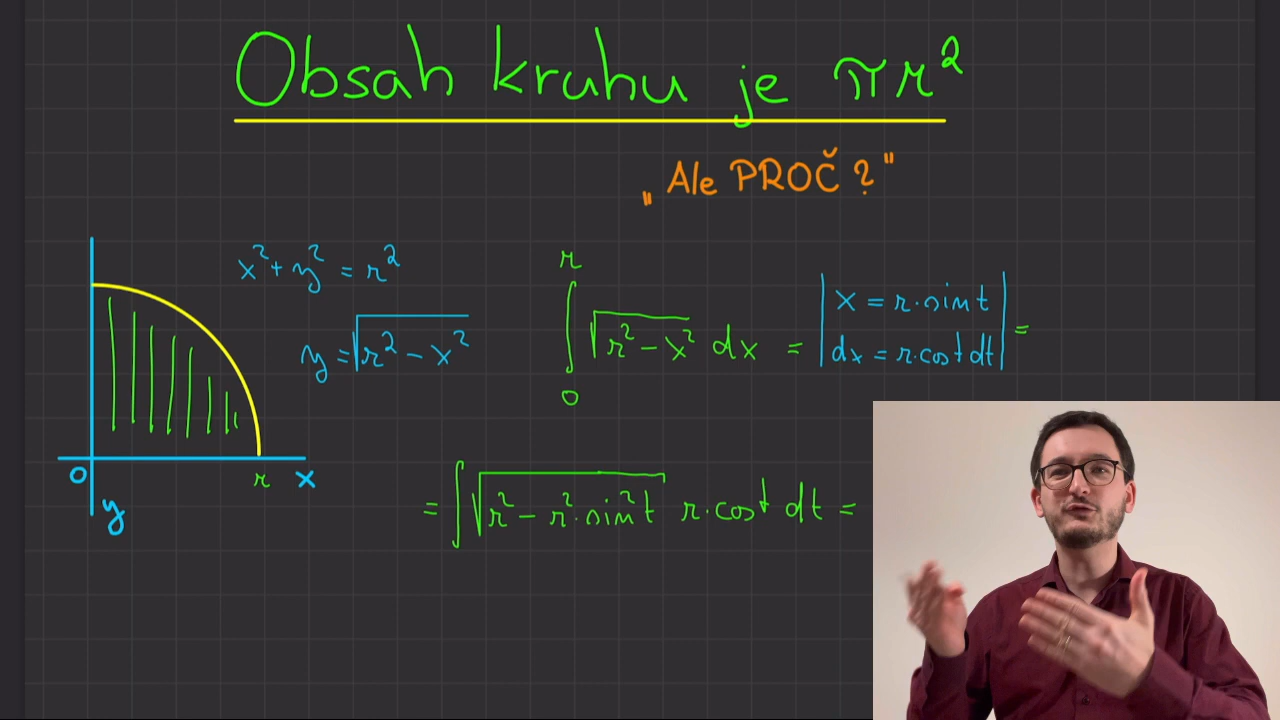 Obsah kruhu je πr²
„Ale PROČ?"
x² + y² = r²
y = √(r² − x²)
∫₀ʳ √(r² − x²) dx = | x = r·sin t
dx = r·cos t dt | =
0 r x
y
= ∫ √(r² − r²·sin² t) r·cos t dt =